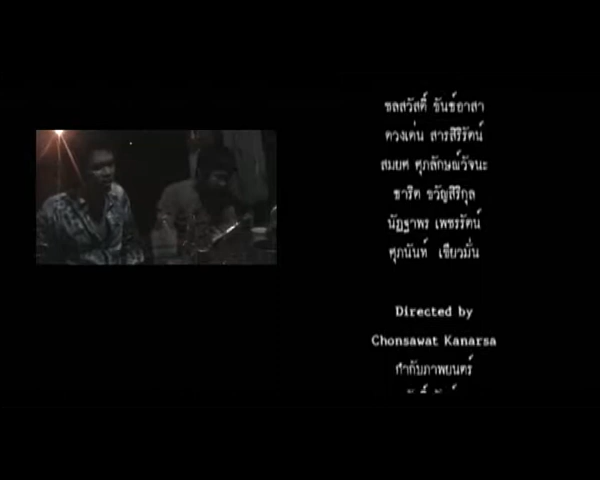 ชลสวัสดิ์ ขันช์อาสา
ดวงเด่น สารสิริรัตน์
สมยศ ศุภลักษณ์วัจนะ
ชาริต ขวัญสิริกุล
นัฏฐาพร เพชรรัตน์
ศุภนันท์ เขียวมั่น
Directed by
Chonsawat Kanarsa
กำกับภาพยนตร์